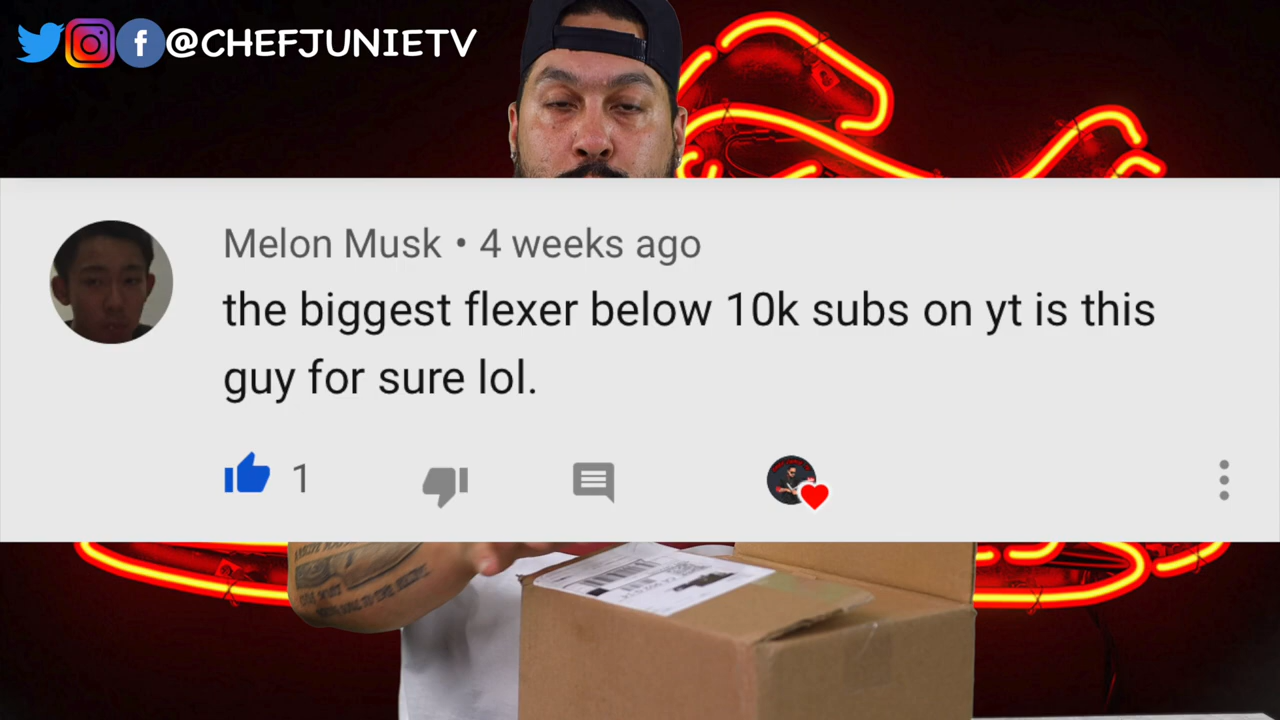 @CHEFJUNIETV
Melon Musk • 4 weeks ago
the biggest flexer below 10k subs on yt is this
guy for sure lol.
1